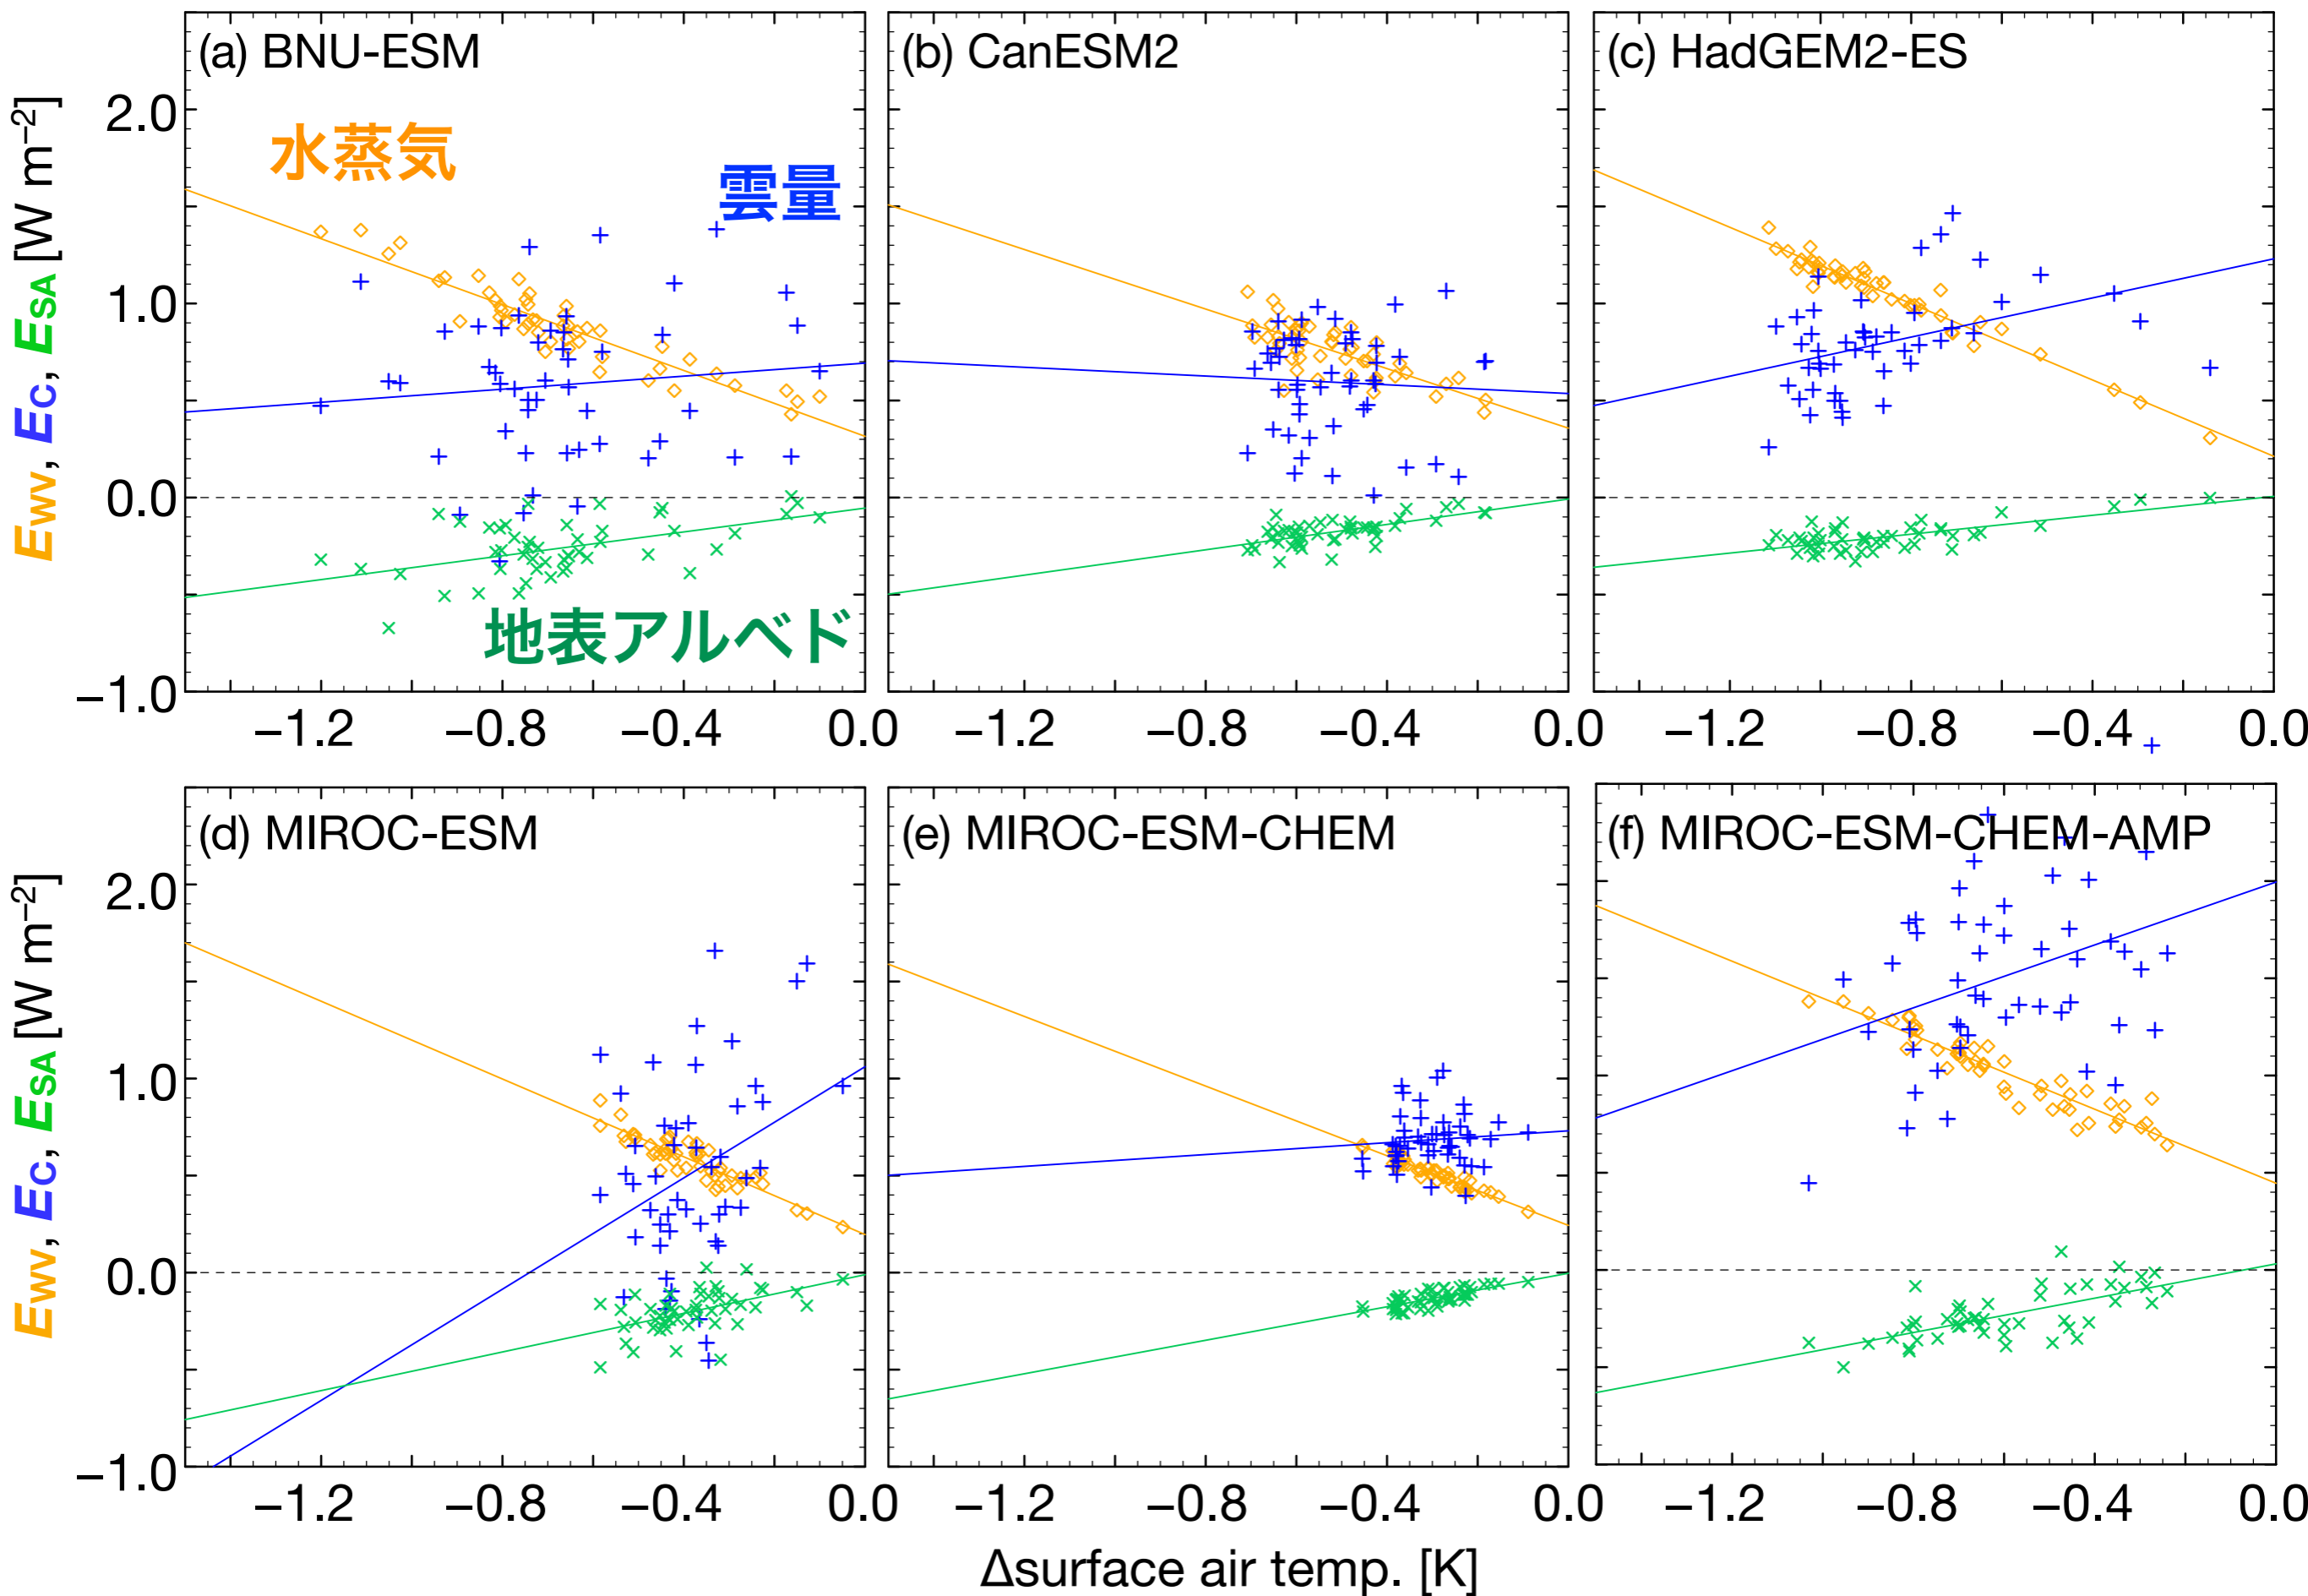 (a) BNU-ESM
(b) CanESM2
(c) HadGEM2-ES
水蒸気
雲量
地表アルベド
EWV, EC, ESA [W m−2]
2.0
1.0
0.0
−1.0
−1.2 −0.8 −0.4 0.0
−1.2 −0.8 −0.4 0.0
−1.2 −0.8 −0.4 0.0
(d) MIROC-ESM
(e) MIROC-ESM-CHEM
(f) MIROC-ESM-CHEM-AMP
EWV, EC, ESA [W m−2]
2.0
1.0
0.0
−1.0
−1.2 −0.8 −0.4 0.0
−1.2 −0.8 −0.4 0.0
−1.2 −0.8 −0.4 0.0
Δsurface air temp. [K]